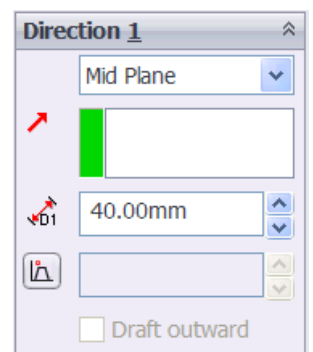 Direction 1
Mid Plane
D1
40.00mm
Draft outward